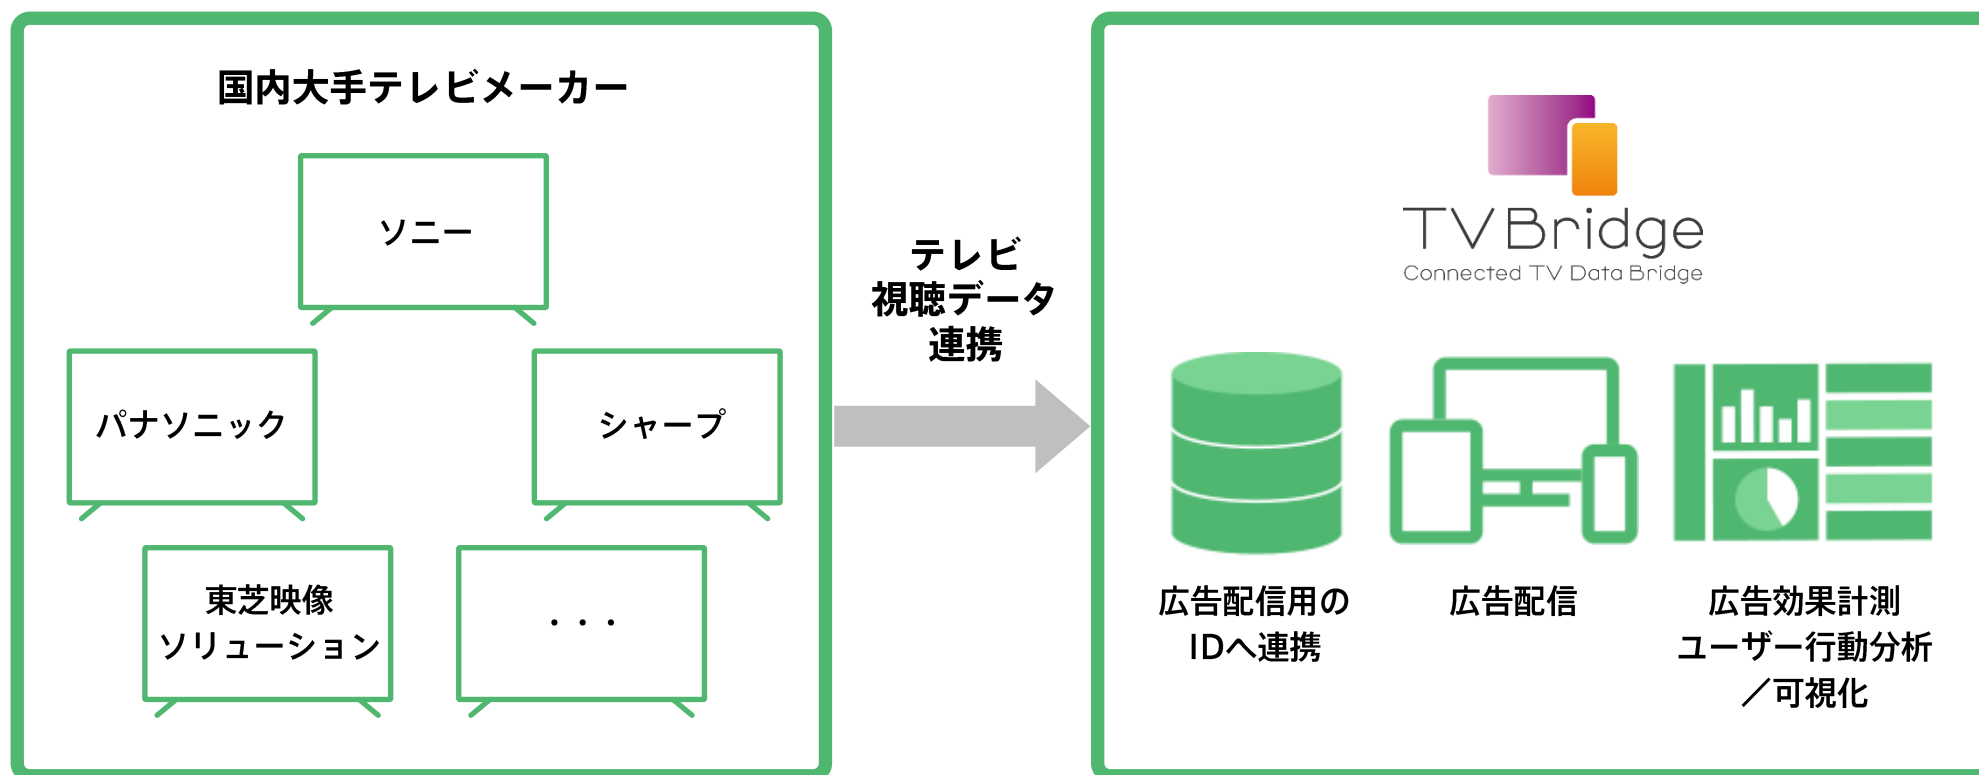 国内大手テレビメーカー
ソニー
パナソニック
シャープ
東芝映像
ソリューション
・・・
テレビ
視聴データ
連携
TVBridge
Connected TV Data Bridge
広告配信用の
IDへ連携
広告配信
広告効果計測
ユーザー行動分析
／可視化